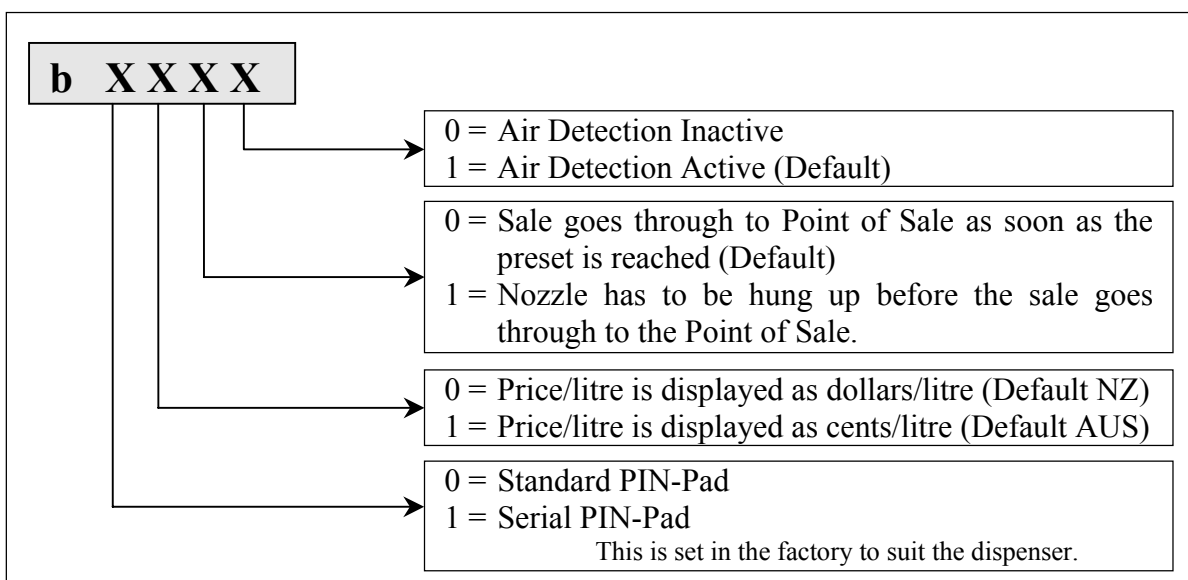 b X X X X
0 = Air Detection Inactive
1 = Air Detection Active (Default)
0 = Sale goes through to Point of Sale as soon as the
preset is reached (Default)
1 = Nozzle has to be hung up before the sale goes
through to the Point of Sale.
0 = Price/litre is displayed as dollars/litre (Default NZ)
1 = Price/litre is displayed as cents/litre (Default AUS)
0 = Standard PIN-Pad
1 = Serial PIN-Pad
This is set in the factory to suit the dispenser.